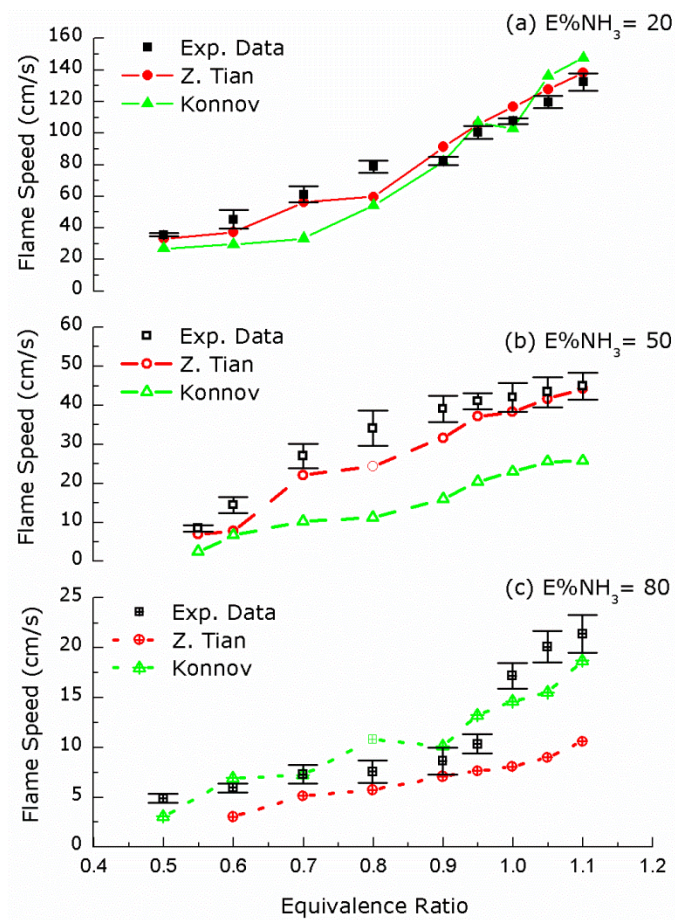 (a) E%NH₃= 20
Exp. Data
Z. Tian
Konnov
Flame Speed (cm/s)
160
140
120
100
80
60
40
20
0
(b) E%NH₃= 50
Exp. Data
Z. Tian
Konnov
Flame Speed (cm/s)
60
50
40
30
20
10
0
(c) E%NH₃= 80
Exp. Data
Z. Tian
Konnov
Flame Speed (cm/s)
25
20
15
10
5
0
0.4 0.5 0.6 0.7 0.8 0.9 1.0 1.1 1.2
Equivalence Ratio